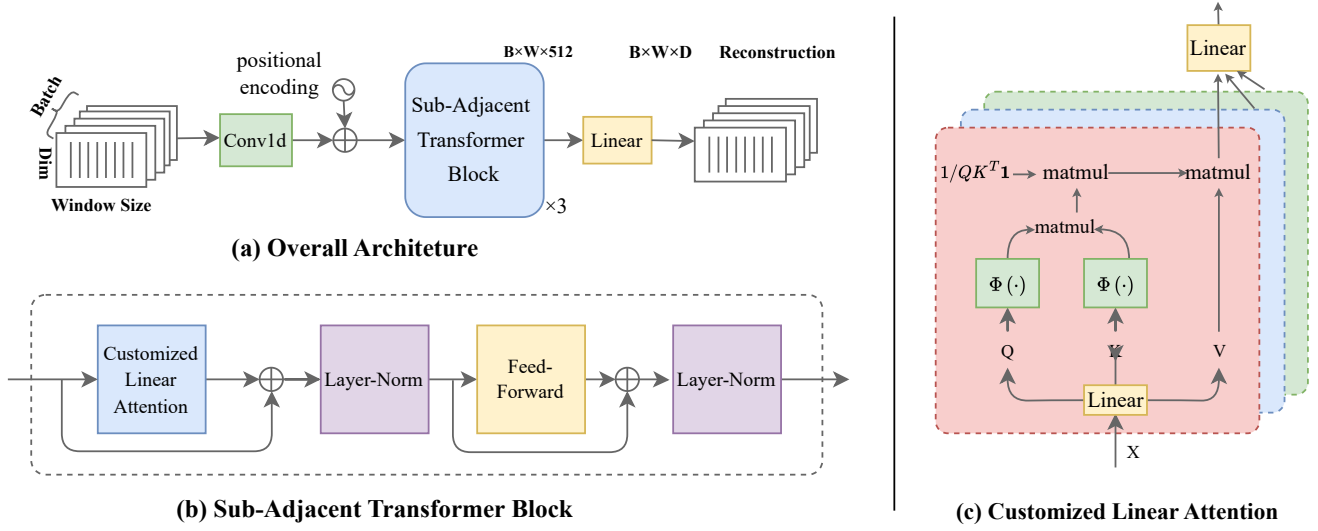 Batch
Dim
Window Size
Conv1d
positional
encoding
B×W×512
Sub-Adjacent
Transformer
Block
×3
Linear
B×W×D
Reconstruction
(a) Overall Architeture
Customized
Linear
Attention
Layer-Norm
Feed-
Forward
Layer-Norm
(b) Sub-Adjacent Transformer Block
Linear
1/QK^T 1
matmul
matmul
matmul
Φ(·)
Φ(·)
Q
K
V
Linear
X
(c) Customized Linear Attention